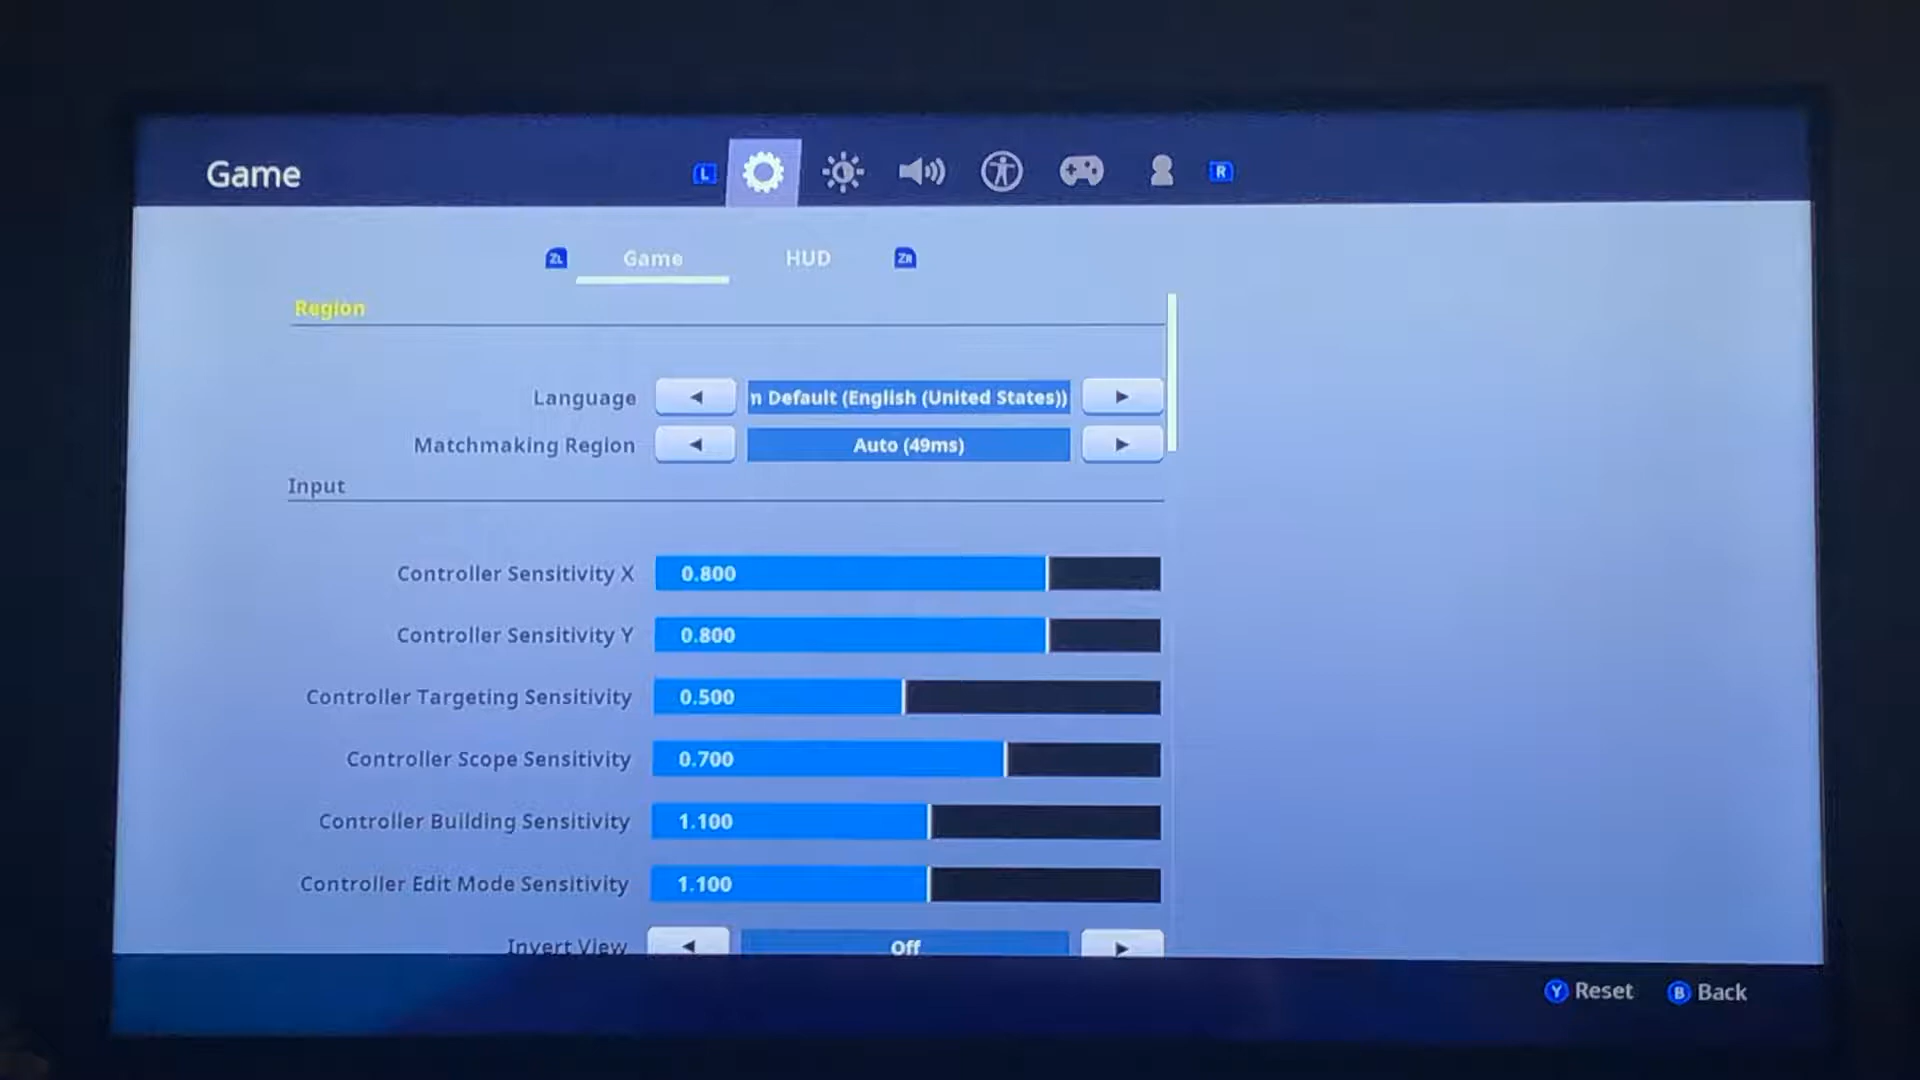 Game
L
R
ZL Game HUD ZR
Region
Language n Default (English (United States))
Matchmaking Region Auto (49ms)
Input
Controller Sensitivity X 0.800
Controller Sensitivity Y 0.800
Controller Targeting Sensitivity 0.500
Controller Scope Sensitivity 0.700
Controller Building Sensitivity 1.100
Controller Edit Mode Sensitivity 1.100
Invert View Off
Y Reset B Back